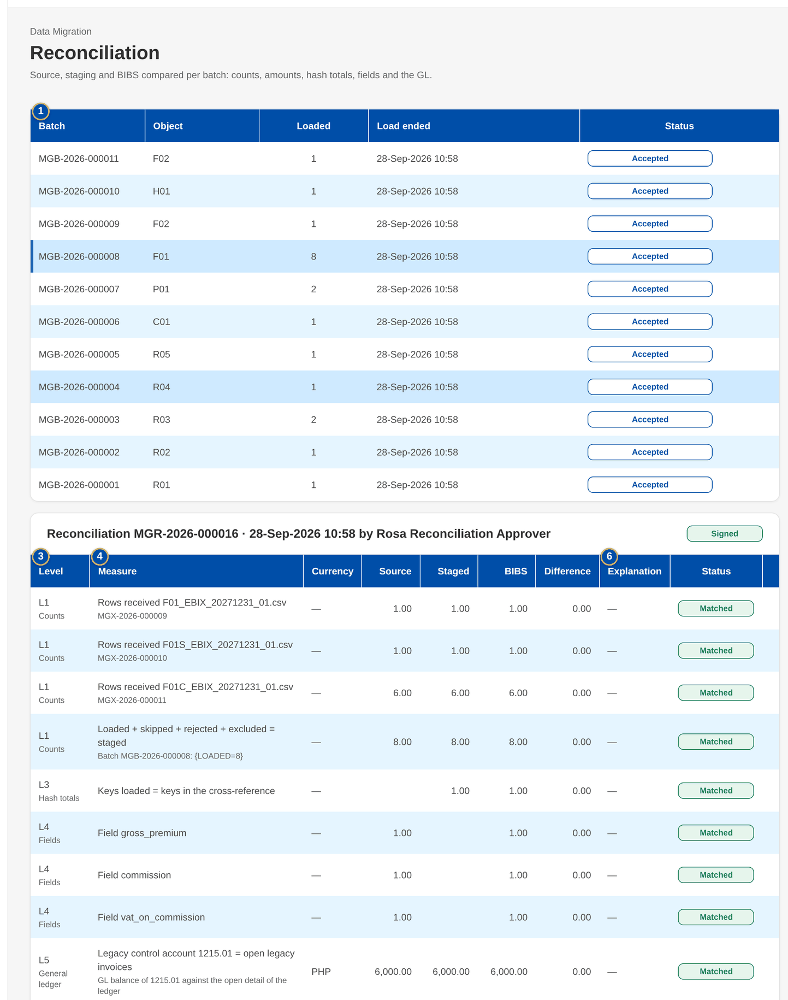 Data Migration
Reconciliation
Source, staging and BIBS compared per batch: counts, amounts, hash totals, fields and the GL.
1
Batch Object Loaded Load ended Status
MGB-2026-000011 F02 1 28-Sep-2026 10:58 Accepted
MGB-2026-000010 H01 1 28-Sep-2026 10:58 Accepted
MGB-2026-000009 F02 1 28-Sep-2026 10:58 Accepted
MGB-2026-000008 F01 8 28-Sep-2026 10:58 Accepted
MGB-2026-000007 P01 2 28-Sep-2026 10:58 Accepted
MGB-2026-000006 C01 1 28-Sep-2026 10:58 Accepted
MGB-2026-000005 R05 1 28-Sep-2026 10:58 Accepted
MGB-2026-000004 R04 1 28-Sep-2026 10:58 Accepted
MGB-2026-000003 R03 2 28-Sep-2026 10:58 Accepted
MGB-2026-000002 R02 1 28-Sep-2026 10:58 Accepted
MGB-2026-000001 R01 1 28-Sep-2026 10:58 Accepted
Reconciliation MGR-2026-000016 · 28-Sep-2026 10:58 by Rosa Reconciliation Approver Signed
3 4 6
Level Measure Currency Source Staged BIBS Difference Explanation Status
L1 Rows received F01_EBIX_20271231_01.csv — 1.00 1.00 1.00 0.00 — Matched
Counts MGX-2026-000009
L1 Rows received F01S_EBIX_20271231_01.csv — 1.00 1.00 1.00 0.00 — Matched
Counts MGX-2026-000010
L1 Rows received F01C_EBIX_20271231_01.csv — 6.00 6.00 6.00 0.00 — Matched
Counts MGX-2026-000011
Loaded + skipped + rejected + excluded =
L1 staged — 8.00 8.00 8.00 0.00 — Matched
Counts Batch MGB-2026-000008: {LOADED=8}
L3 Keys loaded = keys in the cross-reference — 1.00 1.00 0.00 — Matched
Hash totals
L4 Field gross_premium — 1.00 1.00 0.00 — Matched
Fields
L4 Field commission — 1.00 1.00 0.00 — Matched
Fields
L4 Field vat_on_commission — 1.00 1.00 0.00 — Matched
Fields
Legacy control account 1215.01 = open legacy
L5 invoices PHP 6,000.00 6,000.00 6,000.00 0.00 — Matched
General GL balance of 1215.01 against the open detail of the
ledger ledger